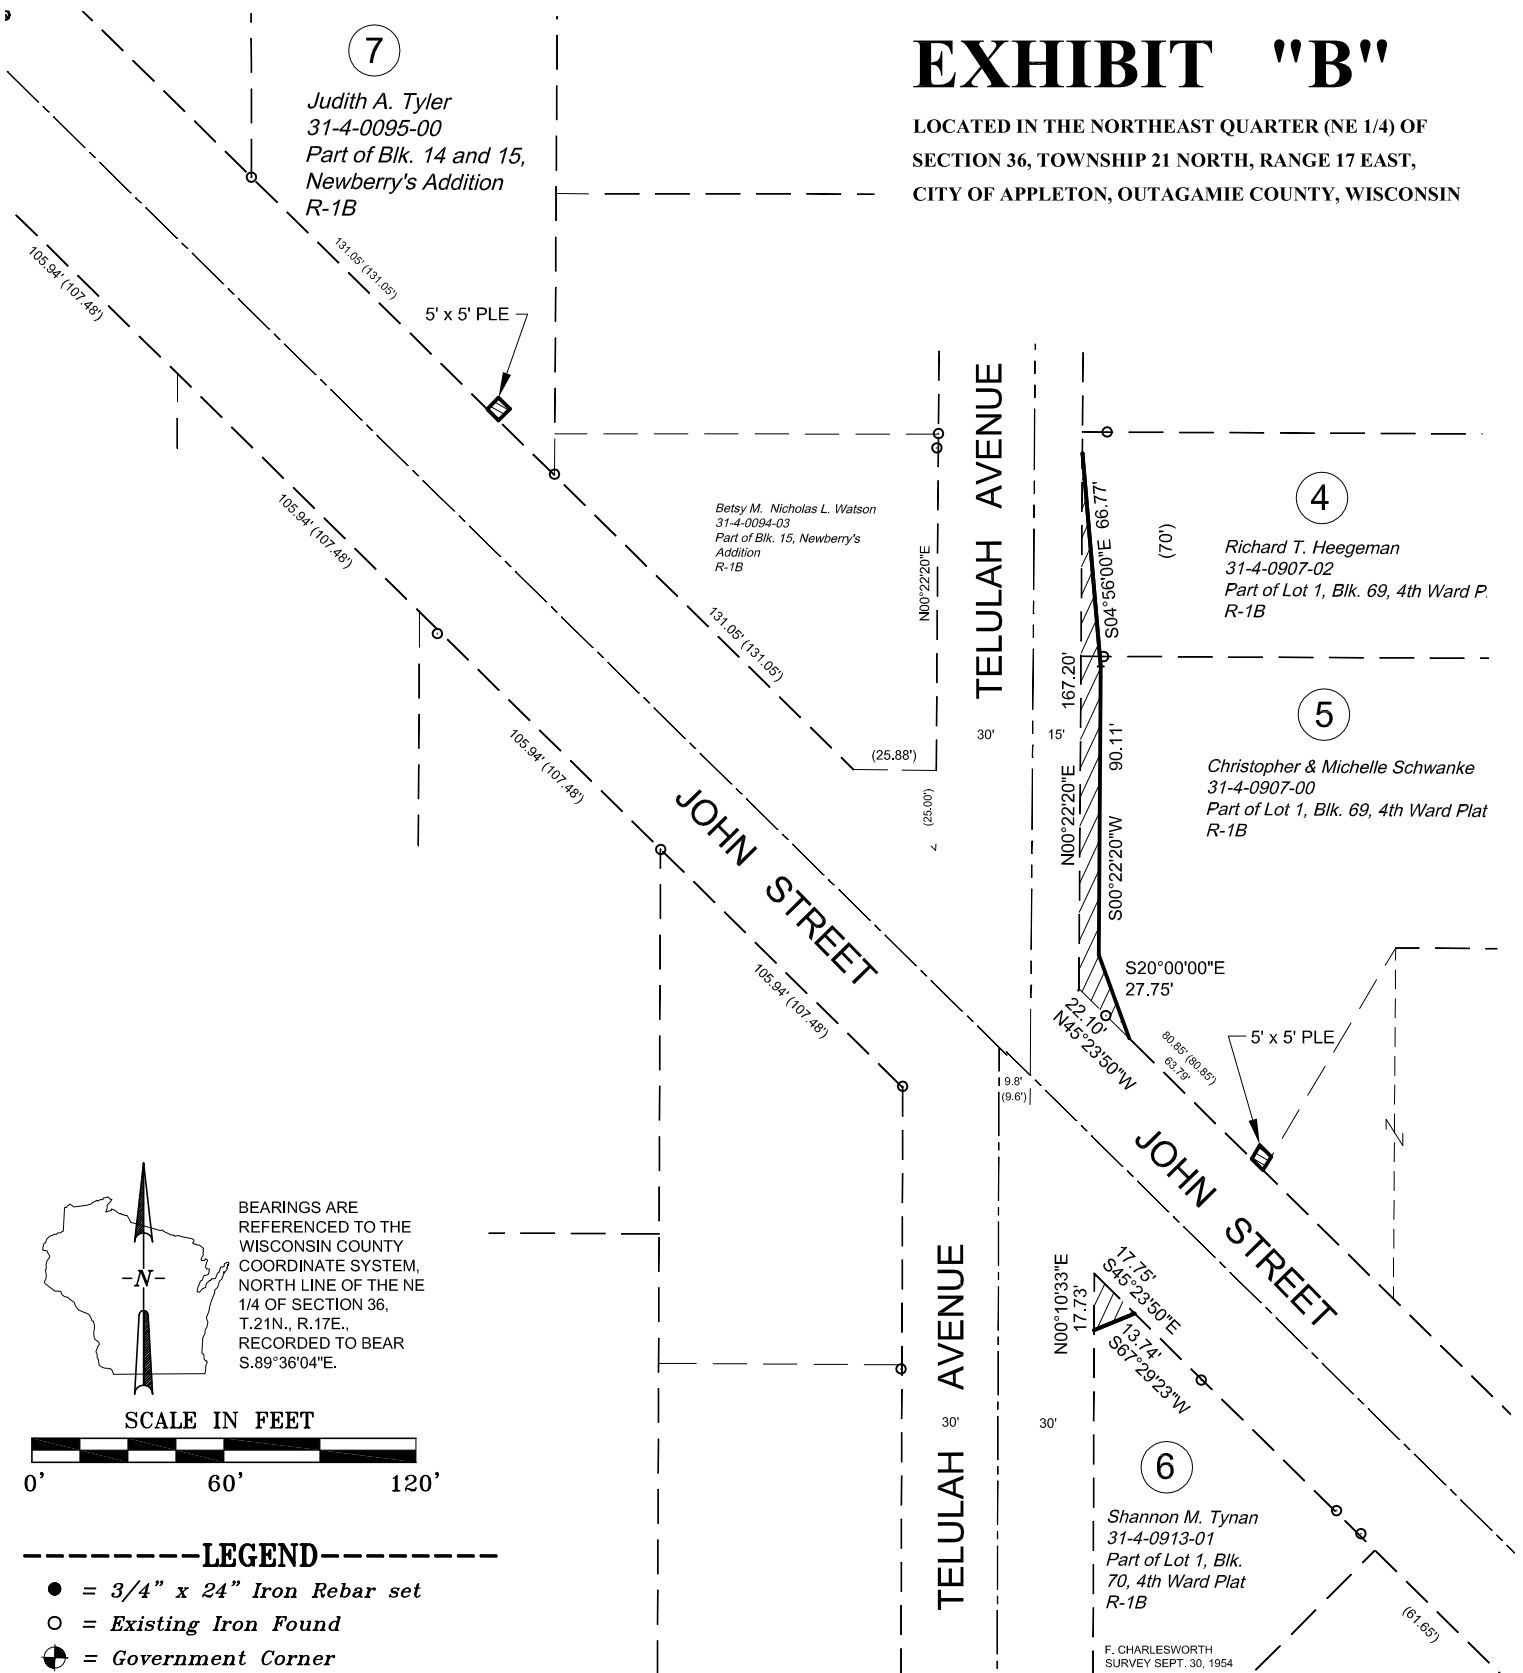 EXHIBIT "B"
LOCATED IN THE NORTHEAST QUARTER (NE 1/4) OF
SECTION 36, TOWNSHIP 21 NORTH, RANGE 17 EAST,
CITY OF APPLETON, OUTAGAMIE COUNTY, WISCONSIN
7
Judith A. Tyler
31-4-0095-00
Part of Blk. 14 and 15,
Newberry's Addition
R-1B
131.05' (131.05')
105.94' (107.48')
5' x 5' PLE
105.94' (107.48')
Betsy M. Nicholas L. Watson
31-4-0094-03
Part of Blk. 15, Newberry's
Addition
R-1B
N00°22'20"E
TELULAH AVENUE
S04°56'00"E 66.77'
(70')
4
Richard T. Heegeman
31-4-0907-02
Part of Lot 1, Blk. 69, 4th Ward P.
R-1B
131.05' (131.05')
105.94' (107.48')
(25.88')
(25.00')
30'
15'
N00°22'20"E 167.20'
S00°22'20"W 90.11'
5
Christopher & Michelle Schwanke
31-4-0907-00
Part of Lot 1, Blk. 69, 4th Ward Plat
R-1B
JOHN STREET
105.94' (107.48')
S20°00'00"E
27.75'
22.10'
N45°23'50"W
80.85' (80.85')
63.79'
5' x 5' PLE
9.8'
(9.6')
JOHN STREET
BEARINGS ARE
REFERENCED TO THE
WISCONSIN COUNTY
COORDINATE SYSTEM,
NORTH LINE OF THE NE
1/4 OF SECTION 36,
T.21N., R.17E.,
RECORDED TO BEAR
S.89°36'04"E.
-N-
TELULAH AVENUE
30'
30'
N00°10'33"E
17.73'
17.75'
S45°23'50"E
13.74'
S67°29'23"W
SCALE IN FEET
0' 60' 120'
6
Shannon M. Tynan
31-4-0913-01
Part of Lot 1, Blk.
70, 4th Ward Plat
R-1B
(61.65')
F. CHARLESWORTH
SURVEY SEPT. 30, 1954
LEGEND
= 3/4" x 24" Iron Rebar set
= Existing Iron Found
= Government Corner